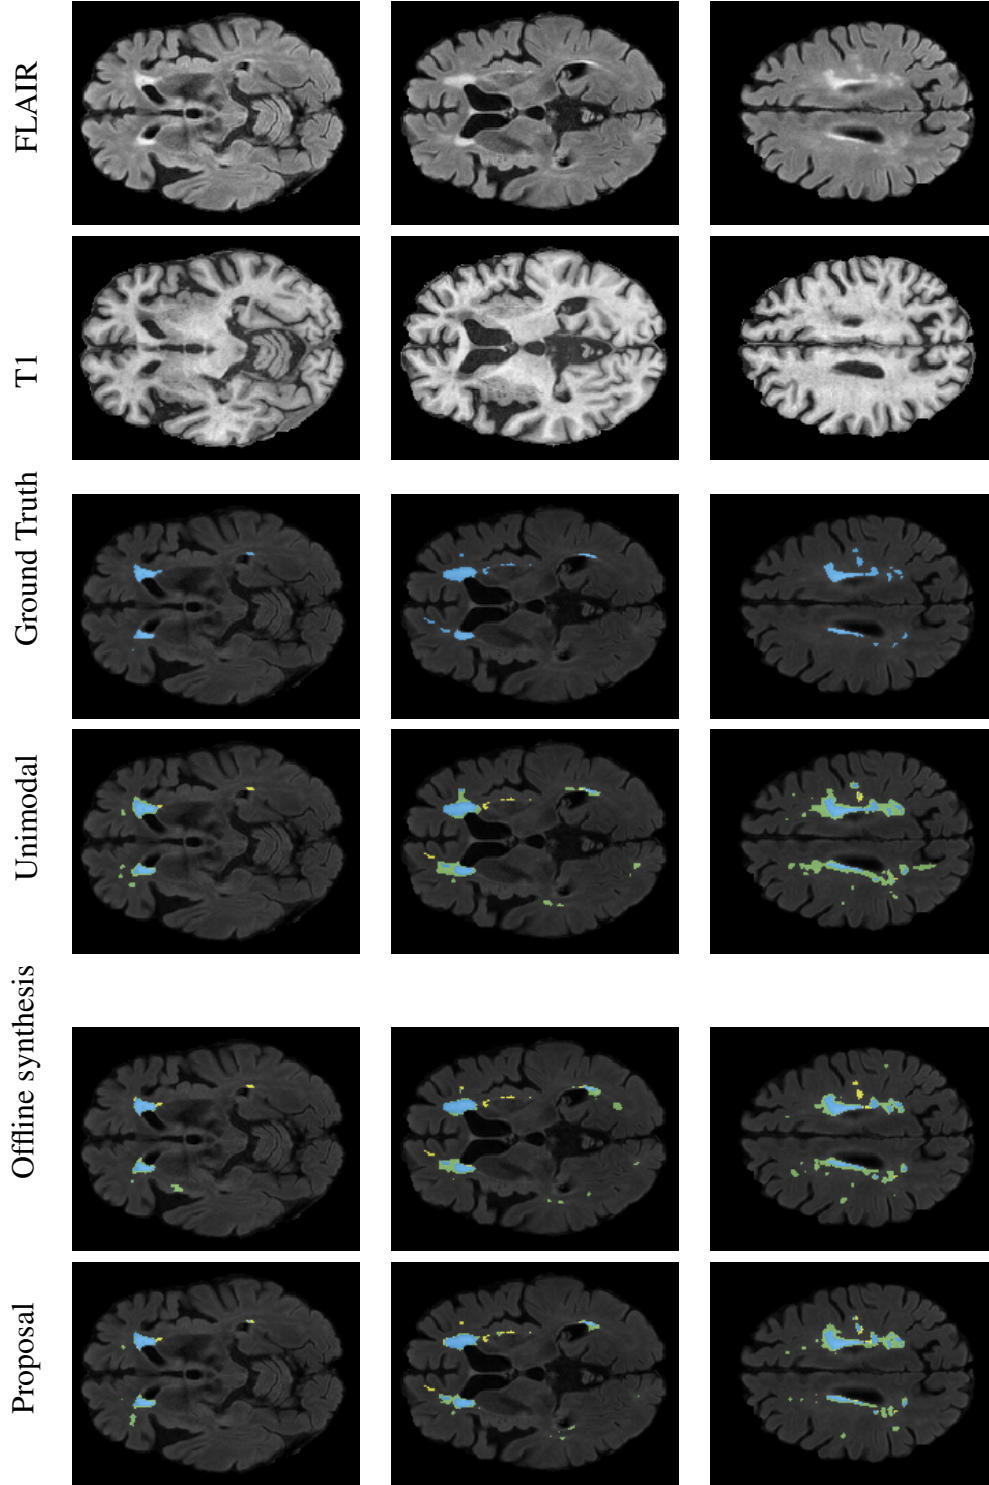 FLAIR
T1
Ground Truth
Unimodal
Offline synthesis
Proposal